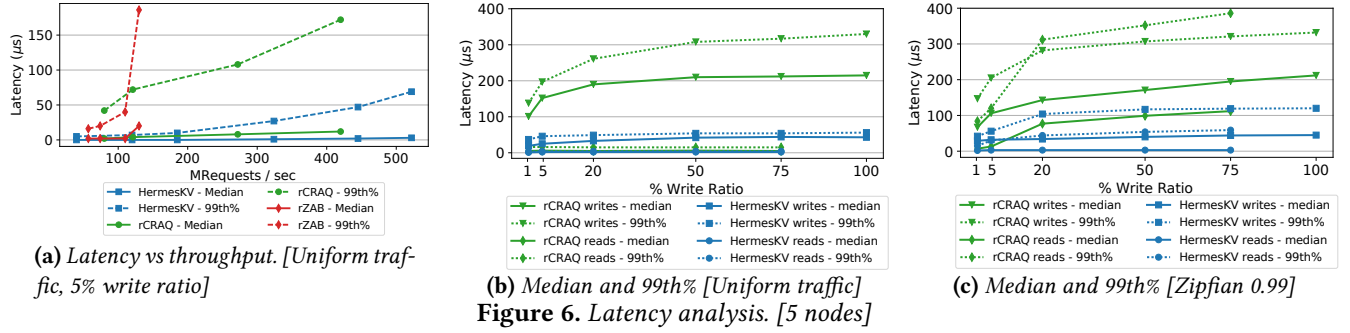 150
100
50
0
Latency (µs)
100 200 300 400 500
MRequests / sec
HermesKV - Median
HermesKV - 99th%
rCRAQ - Median
rCRAQ - 99th%
rZAB - Median
rZAB - 99th%
(a) Latency vs throughput. [Uniform traf-
fic, 5% write ratio]
400
300
200
100
0
Latency (µs)
1 5 20 50 75 100
% Write Ratio
rCRAQ writes - median
rCRAQ writes - 99th%
rCRAQ reads - median
rCRAQ reads - 99th%
HermesKV writes - median
HermesKV writes - 99th%
HermesKV reads - median
HermesKV reads - 99th%
(b) Median and 99th% [Uniform traffic]
400
300
200
100
0
Latency (µs)
1 5 20 50 75 100
% Write Ratio
rCRAQ writes - median
rCRAQ writes - 99th%
rCRAQ reads - median
rCRAQ reads - 99th%
HermesKV writes - median
HermesKV writes - 99th%
HermesKV reads - median
HermesKV reads - 99th%
(c) Median and 99th% [Zipfian 0.99]
Figure 6. Latency analysis. [5 nodes]